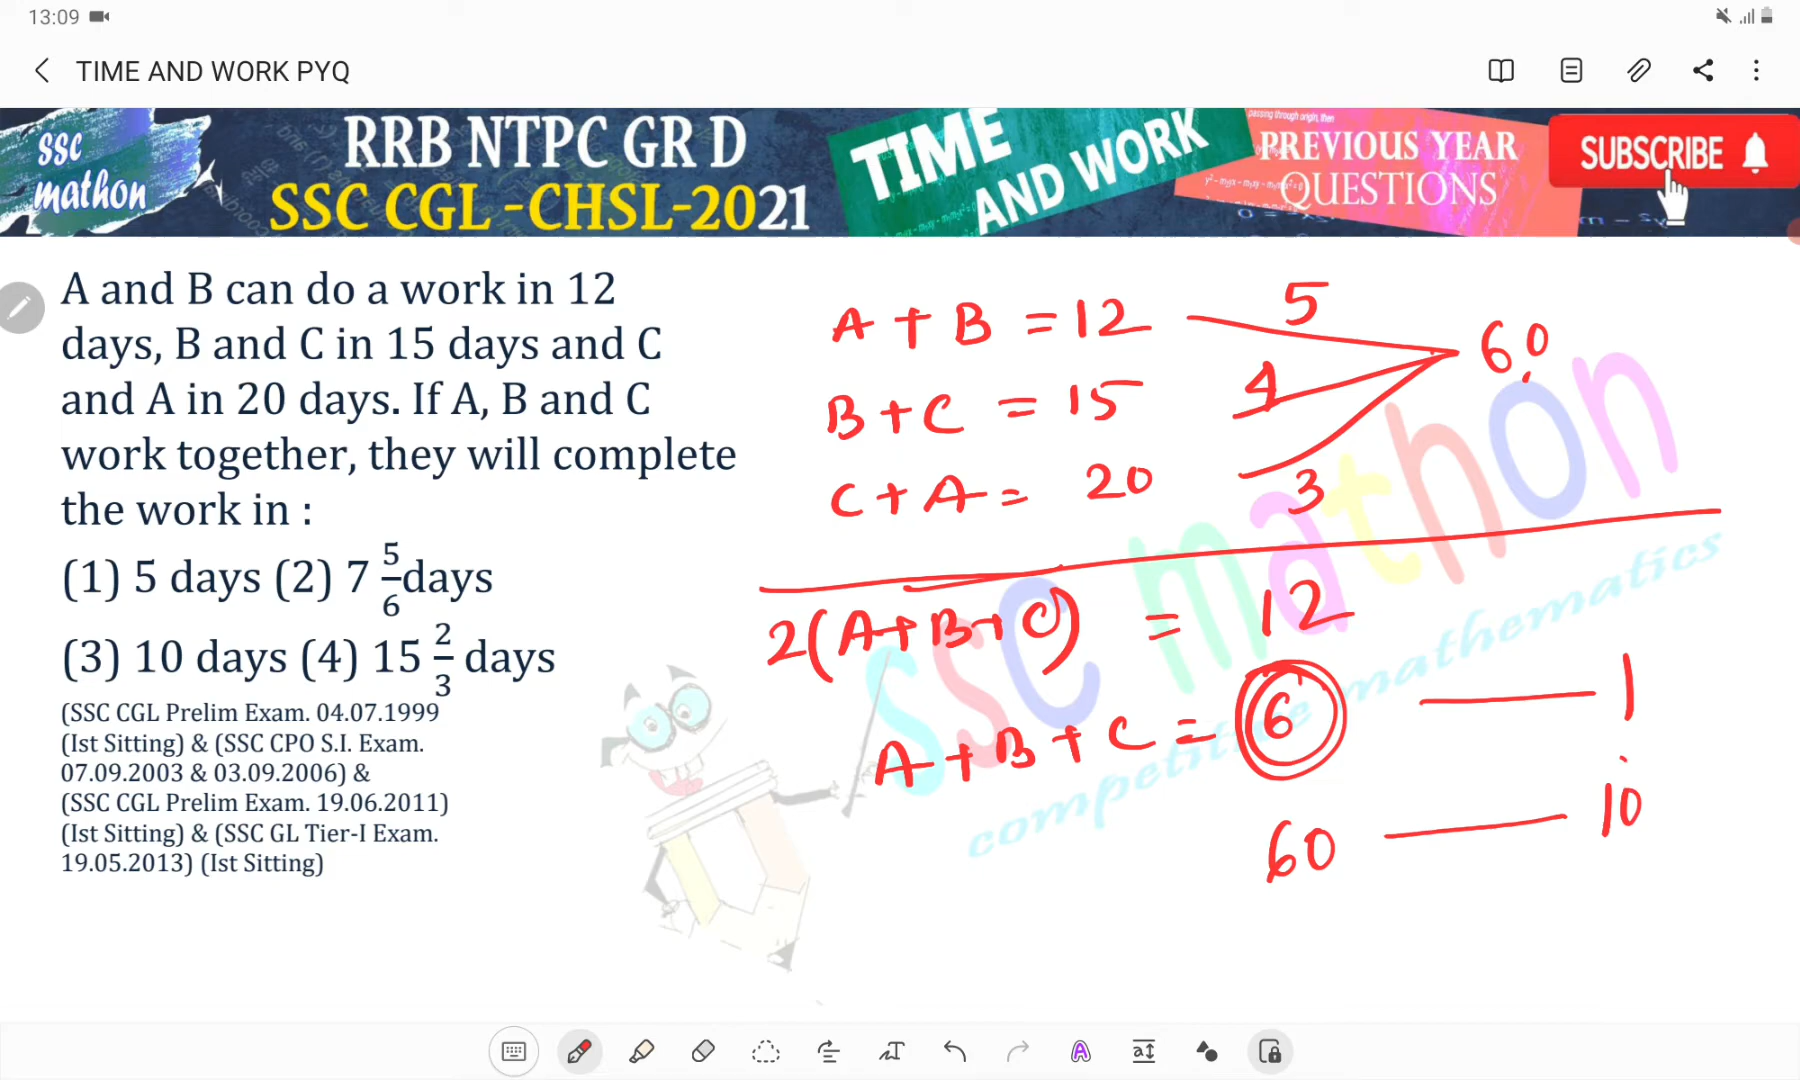 13:09
TIME AND WORK PYQ
ssc
mathon
RRB NTPC GR D
SSC CGL -CHSL-2021
TIME
AND WORK
passing through origin, then
PREVIOUS YEAR
QUESTIONS
SUBSCRIBE
A and B can do a work in 12
days, B and C in 15 days and C
and A in 20 days. If A, B and C
work together, they will complete
the work in :
(1) 5 days (2) 7 5/6 days
(3) 10 days (4) 15 2/3 days
(SSC CGL Prelim Exam. 04.07.1999
(Ist Sitting) & (SSC CPO S.I. Exam.
07.09.2003 & 03.09.2006) &
(SSC CGL Prelim Exam. 19.06.2011)
(Ist Sitting) & (SSC GL Tier-I Exam.
19.05.2013) (Ist Sitting)
A + B = 12 5 60
B + C = 15 4
C + A = 20 3
2(A+B+C) = 12
A + B + C = 6 — 1
60 — 10
ssc mathon
competitive mathematics